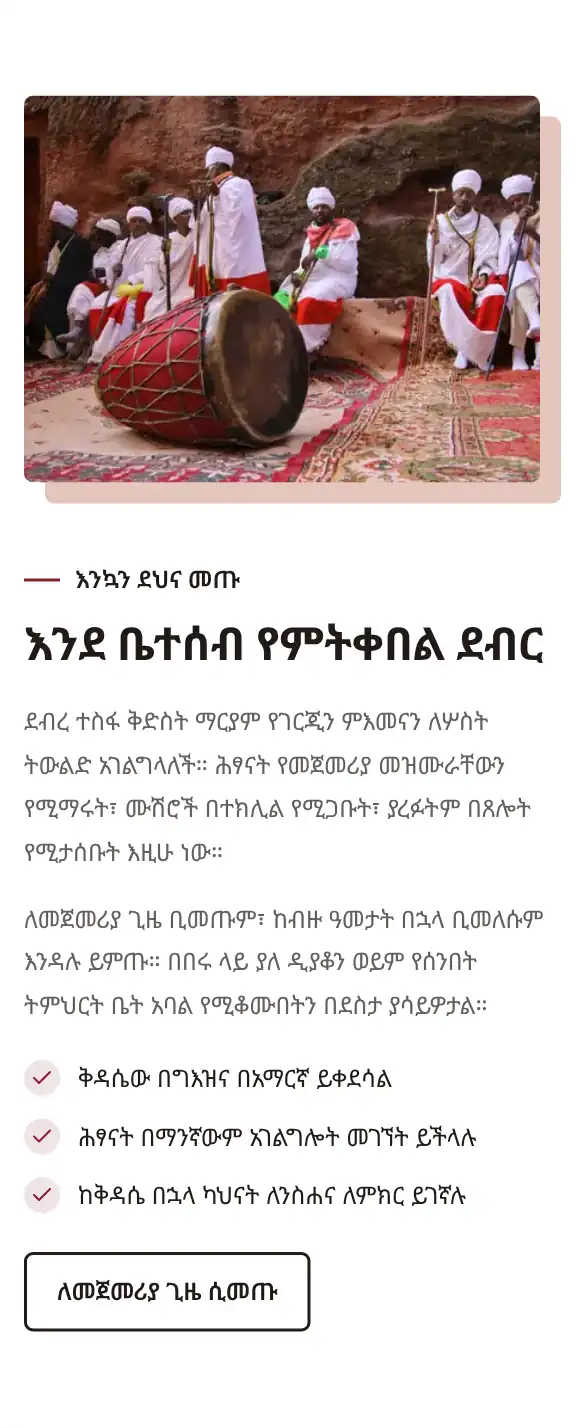 እንኳን ደህና መጡ
እንደ ቤተሰብ የምትቀበል ደብር
ደብረ ተስፋ ቅድስት ማርያም የገርጂን ምእመናን ለሦስት
ትውልድ አገልግላለች። ሕፃናት የመጀመሪያ መዝሙራቸውን
የሚማሩት፣ ሙሽሮች በተክሊል የሚጋቡት፣ ያረፉትም በጸሎት
የሚታሰቡት እዚሁ ነው።
ለመጀመሪያ ጊዜ ቢመጡም፣ ከብዙ ዓመታት በኋላ ቢመለሱም
እንዳሉ ይምጡ። በበሩ ላይ ያለ ዲያቆን ወይም የሰንበት
ትምህርት ቤት አባል የሚቆሙበትን በደስታ ያሳይዎታል።
ቅዳሴው በግእዝና በአማርኛ ይቀደሳል
ሕፃናት በማንኛውም አገልግሎት መገኘት ይችላሉ
ከቅዳሴ በኋላ ካህናት ለንስሐና ለምክር ይገኛሉ
ለመጀመሪያ ጊዜ ሲመጡ